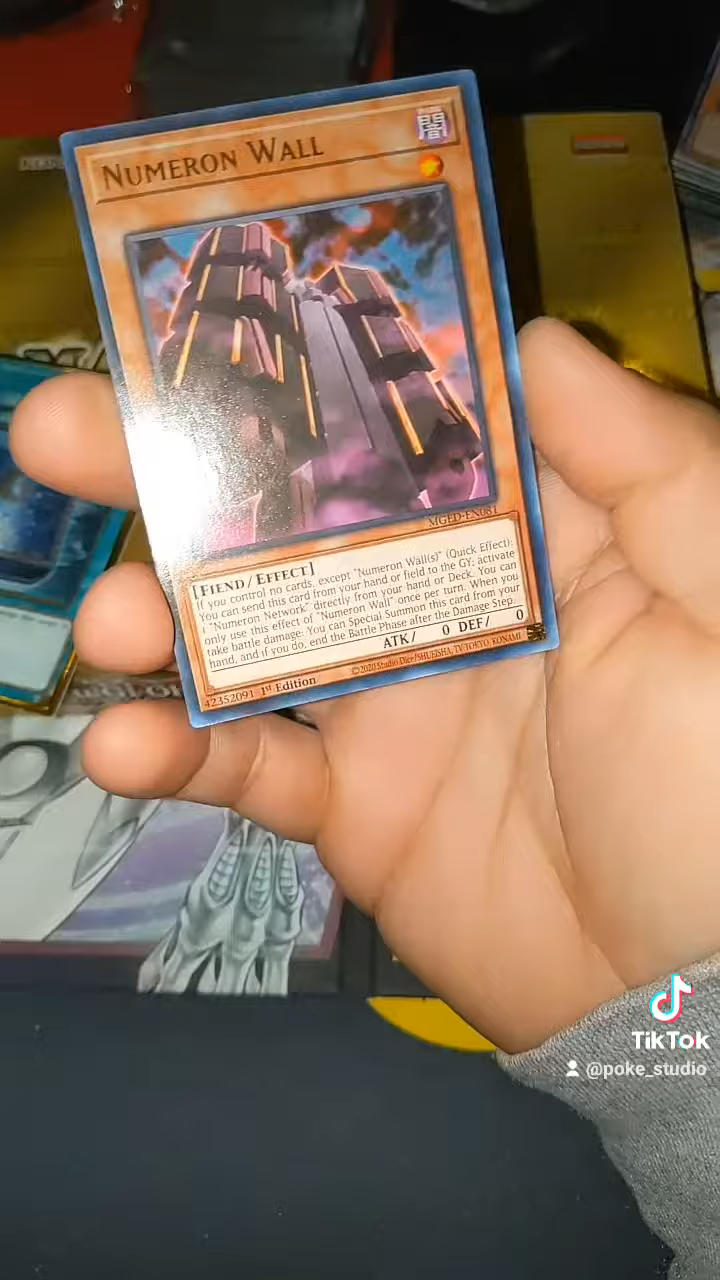 NUMERON WALL
闇
MGED-EN081
[FIEND/EFFECT]
If you control no cards, except "Numeron Wall(s)" (Quick Effect):
You can send this card from your hand or field to the GY; activate
1 "Numeron Network" directly from your hand or Deck. You can
only use this effect of "Numeron Wall" once per turn. When you
take battle damage: You can Special Summon this card from your
hand, and if you do, end the Battle Phase after the Damage Step.
ATK/ 0 DEF/ 0
42352091 1st Edition
©2020 Studio Dice/SHUEISHA, TV TOKYO, KONAMI
TikTok
@poke_studio